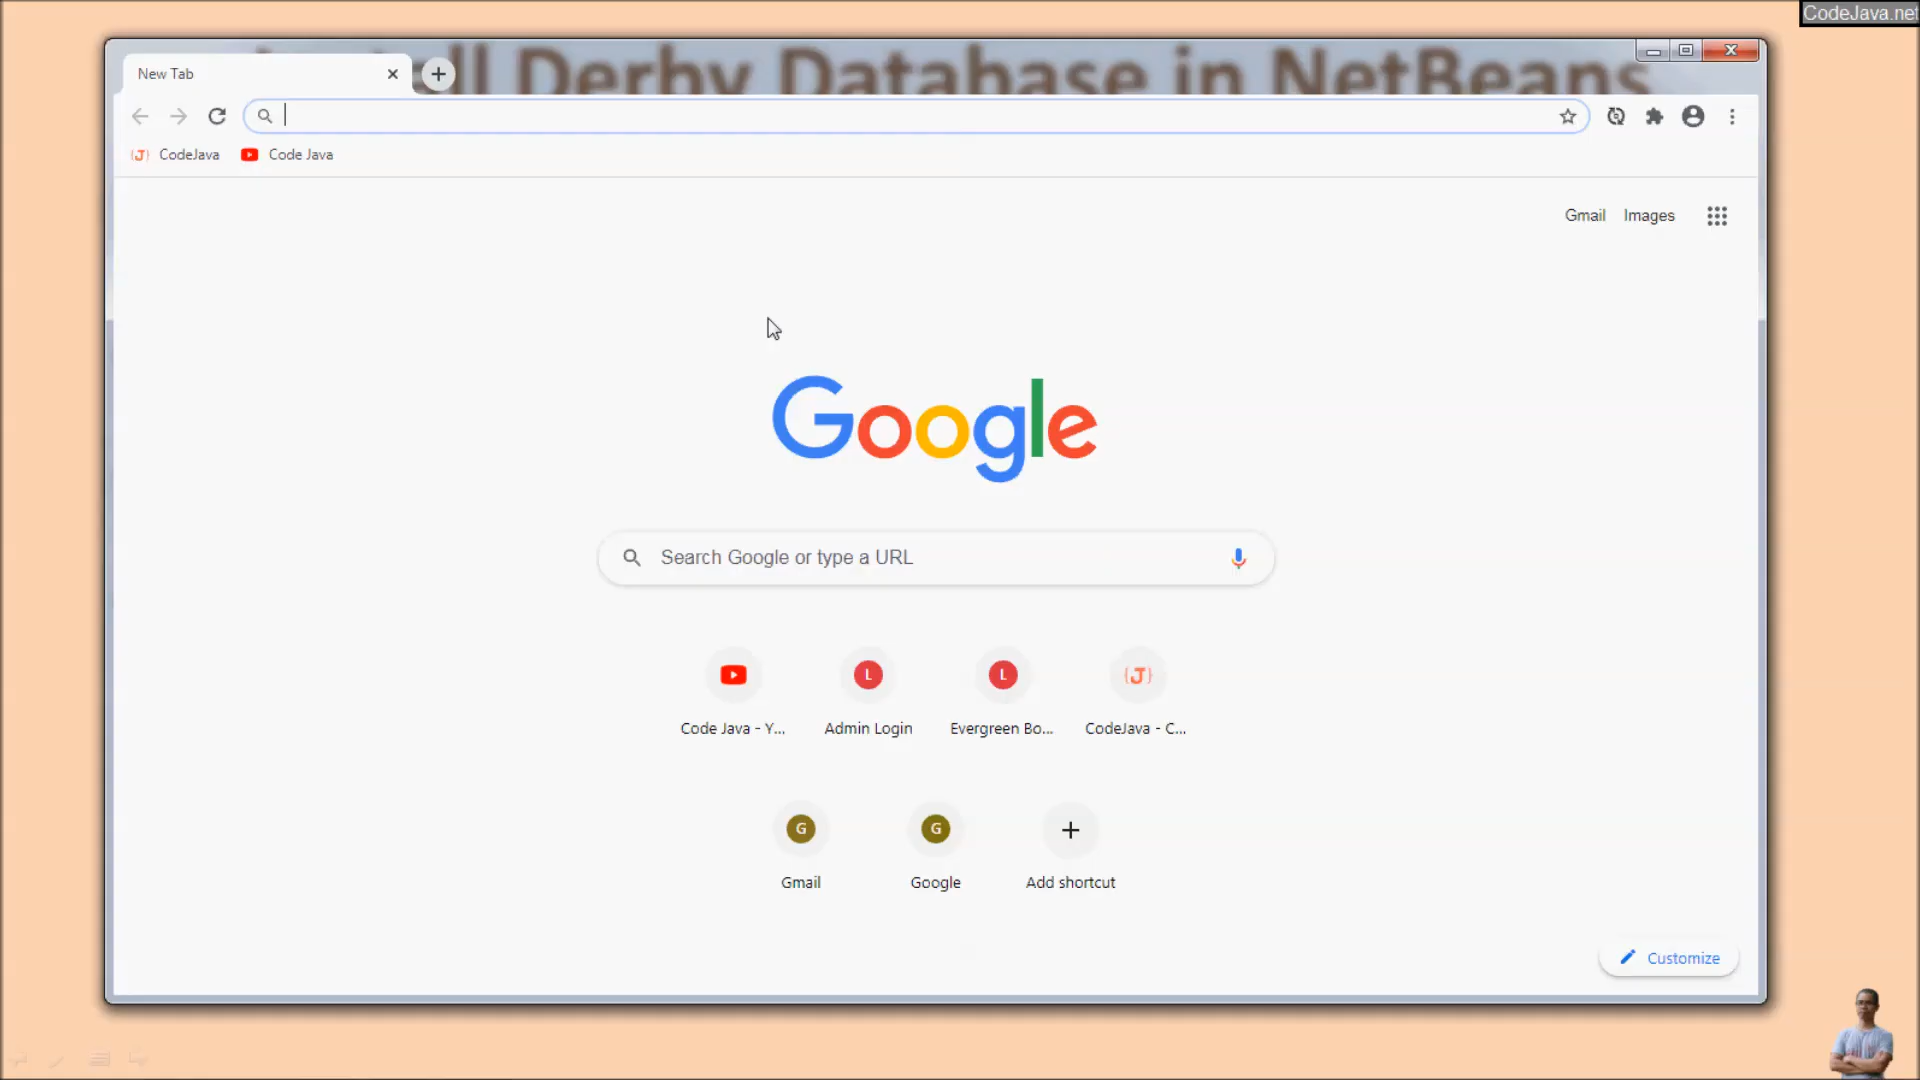 CodeJava.net
ll Derby Database in NetBeans
New Tab
CodeJava
Code Java
Gmail Images
Google
Search Google or type a URL
L L {J}
Code Java - Y... Admin Login Evergreen Bo... CodeJava - C...
G G
Gmail Google Add shortcut
Customize